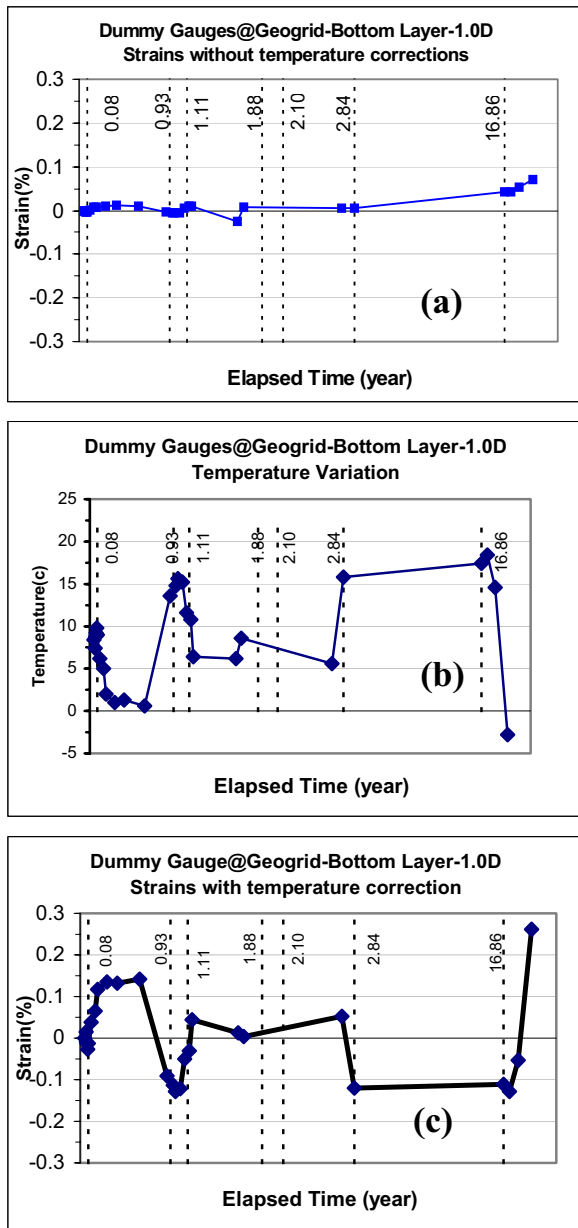 Dummy Gauges@Geogrid-Bottom Layer-1.0D
Strains without temperature corrections
0.3
0.2
0.1
0
-0.1
-0.2
-0.3
Strain(%)
0.08
0.93
1.11
1.88
2.10
2.84
16.86
(a)
Elapsed Time (year)
Dummy Gauges@Geogrid-Bottom Layer-1.0D
Temperature Variation
25
20
15
10
5
0
-5
Temperature(c)
0.08
0.93
1.11
1.88
2.10
2.84
16.86
(b)
Elapsed Time (year)
Dummy Gauge@Geogrid-Bottom Layer-1.0D
Strains with temperature correction
0.3
0.2
0.1
0
-0.1
-0.2
-0.3
Strain(%)
0.08
0.93
1.11
1.88
2.10
2.84
16.86
(c)
Elapsed Time (year)